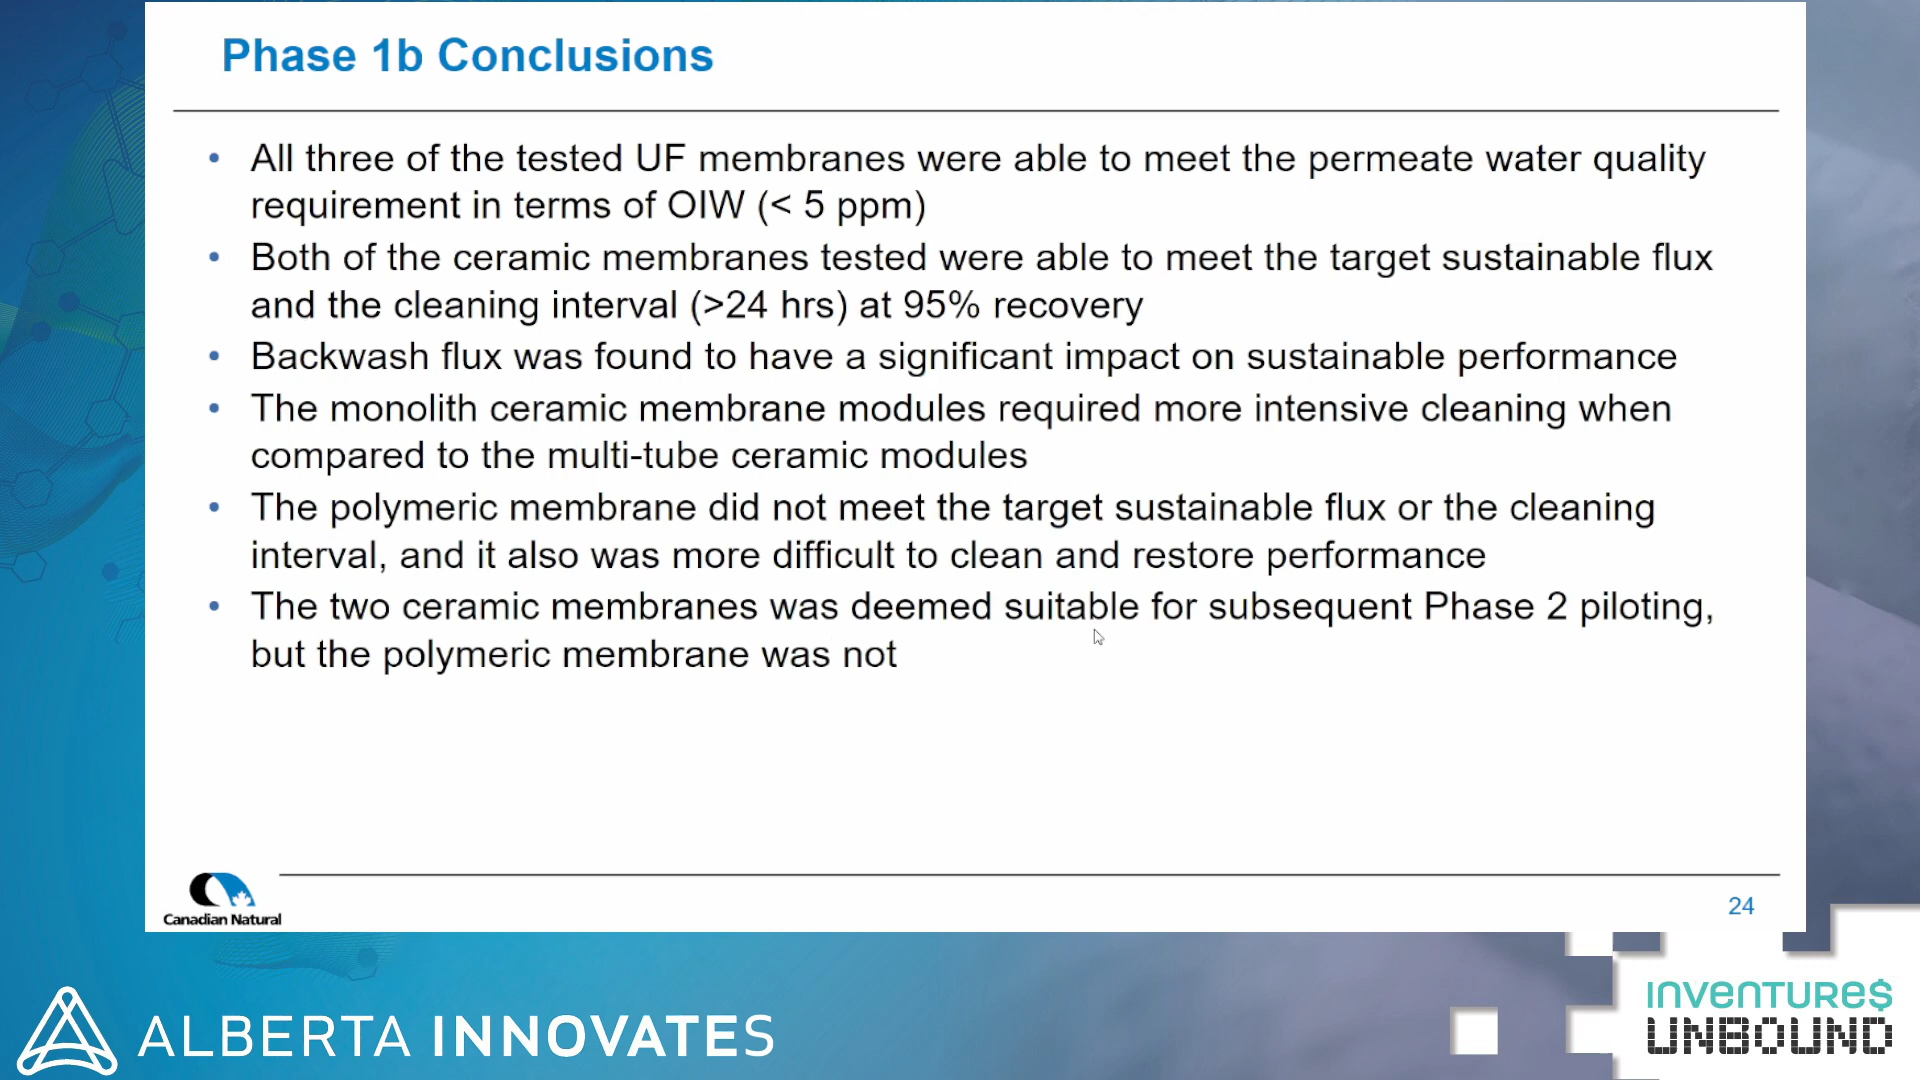 Phase 1b Conclusions
• All three of the tested UF membranes were able to meet the permeate water quality
requirement in terms of OIW (< 5 ppm)
• Both of the ceramic membranes tested were able to meet the target sustainable flux
and the cleaning interval (>24 hrs) at 95% recovery
• Backwash flux was found to have a significant impact on sustainable performance
• The monolith ceramic membrane modules required more intensive cleaning when
compared to the multi-tube ceramic modules
• The polymeric membrane did not meet the target sustainable flux or the cleaning
interval, and it also was more difficult to clean and restore performance
• The two ceramic membranes was deemed suitable for subsequent Phase 2 piloting,
but the polymeric membrane was not
Canadian Natural
24
ALBERTA INNOVATES
INVENTURE$
UNBOUND